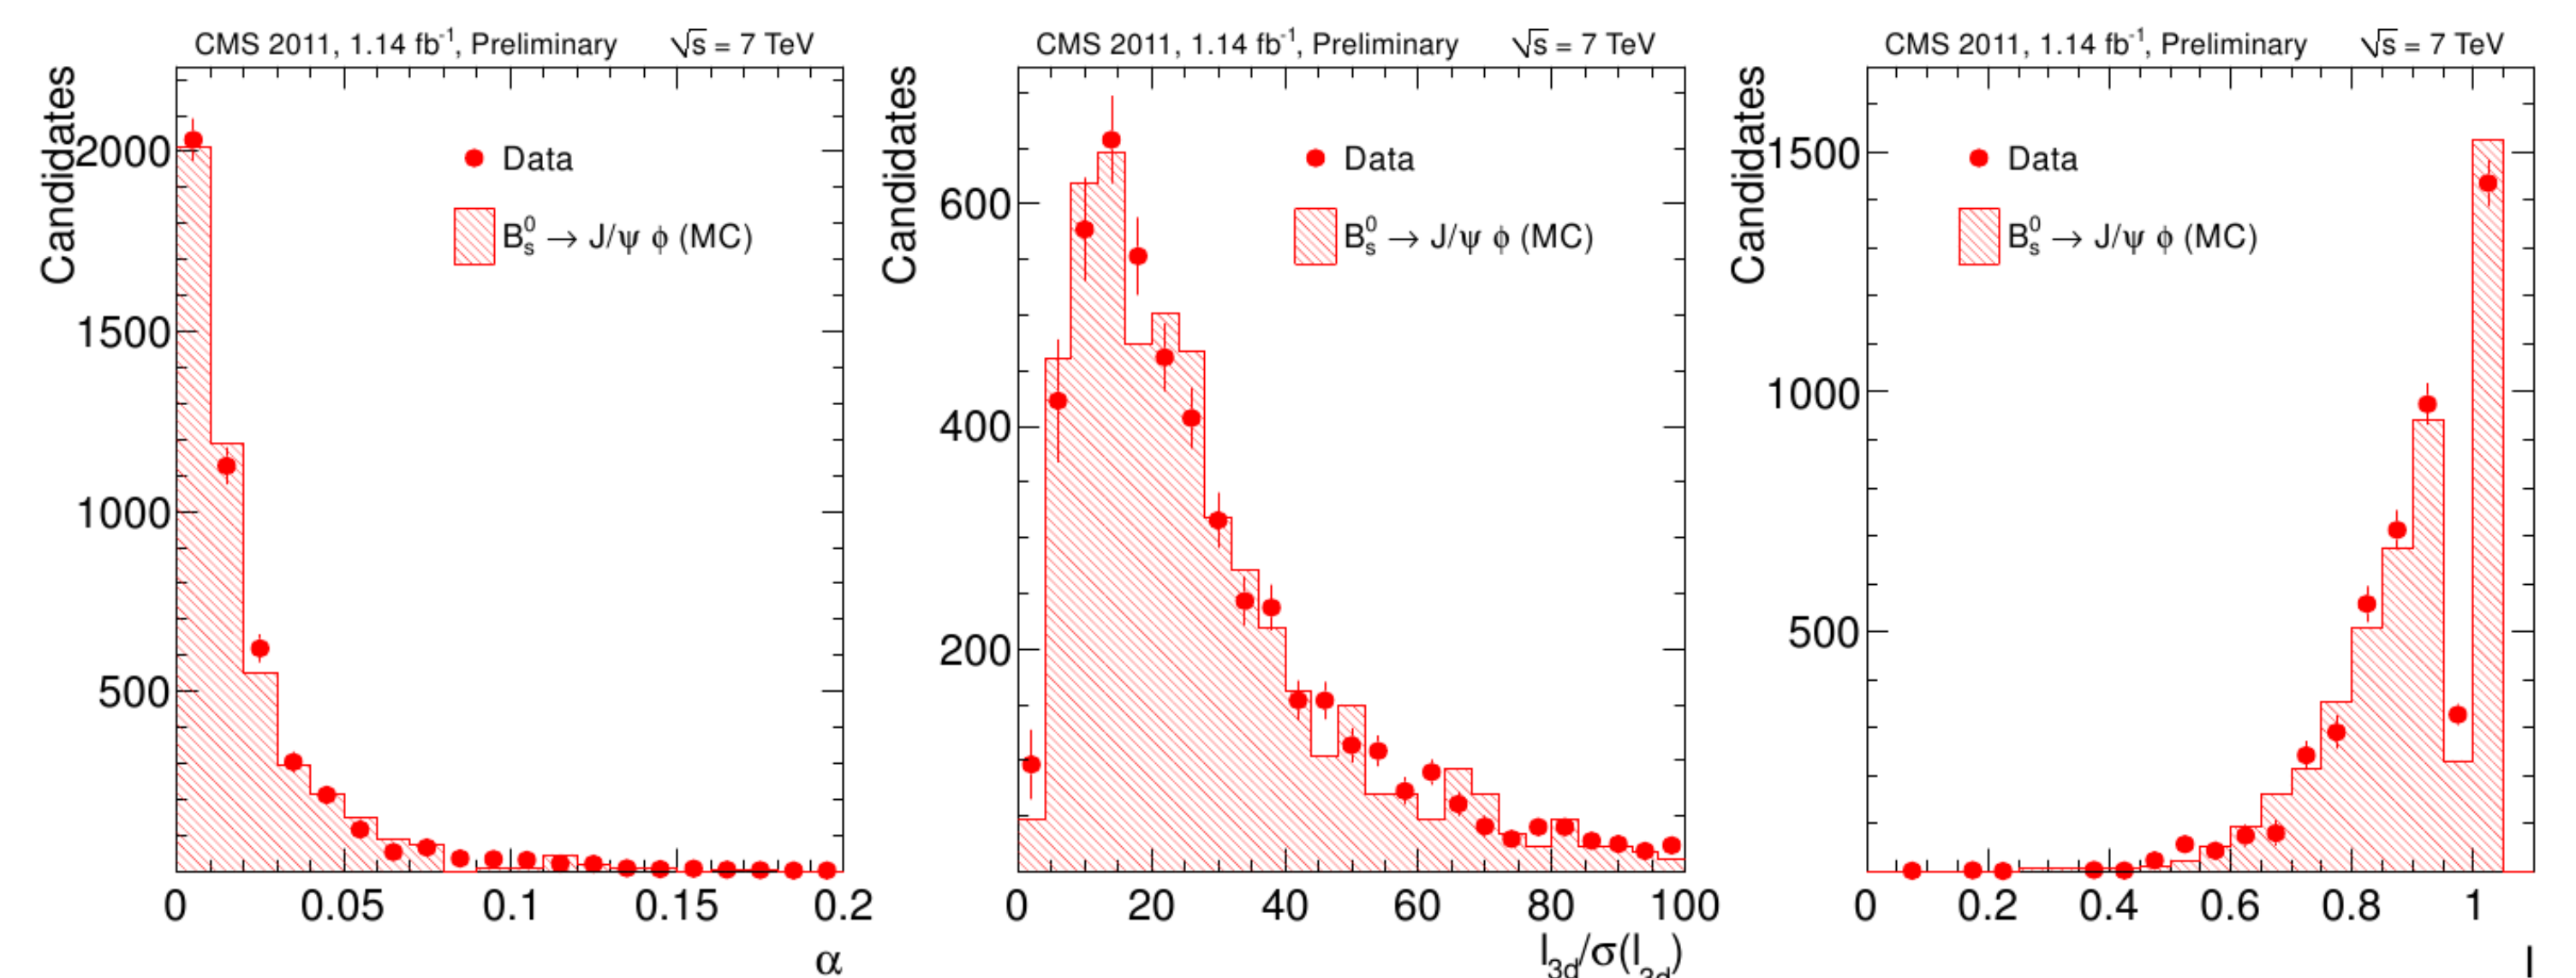 CMS 2011, 1.14 fb⁻¹, Preliminary √s = 7 TeV
Candidates
2000
1500
1000
500
Data
B⁰ₛ → J/ψ ϕ (MC)
0 0.05 0.1 0.15 0.2
α
CMS 2011, 1.14 fb⁻¹, Preliminary √s = 7 TeV
Candidates
600
400
200
Data
B⁰ₛ → J/ψ ϕ (MC)
0 20 40 60 80 100
l3d/σ(l3d)
CMS 2011, 1.14 fb⁻¹, Preliminary √s = 7 TeV
Candidates
1500
1000
500
Data
B⁰ₛ → J/ψ ϕ (MC)
0 0.2 0.4 0.6 0.8 1
I